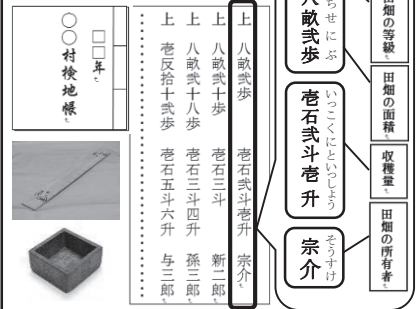 田畑の等級
田畑の面積
収穫量
田畑の所有者
ちせにぶ
八畝弐歩
いっこくにといっしょう
壱石弐斗壱升
そうすけ
宗介
上 八畝弐歩 壱石弐斗壱升 宗介
上 八畝弐十歩 壱石三斗 新二郎
上 八畝弐十八歩 壱石三斗四升 孫三郎
上 壱反拾十弐歩 壱石五斗六升 与三郎
□□年
〇〇村検地帳